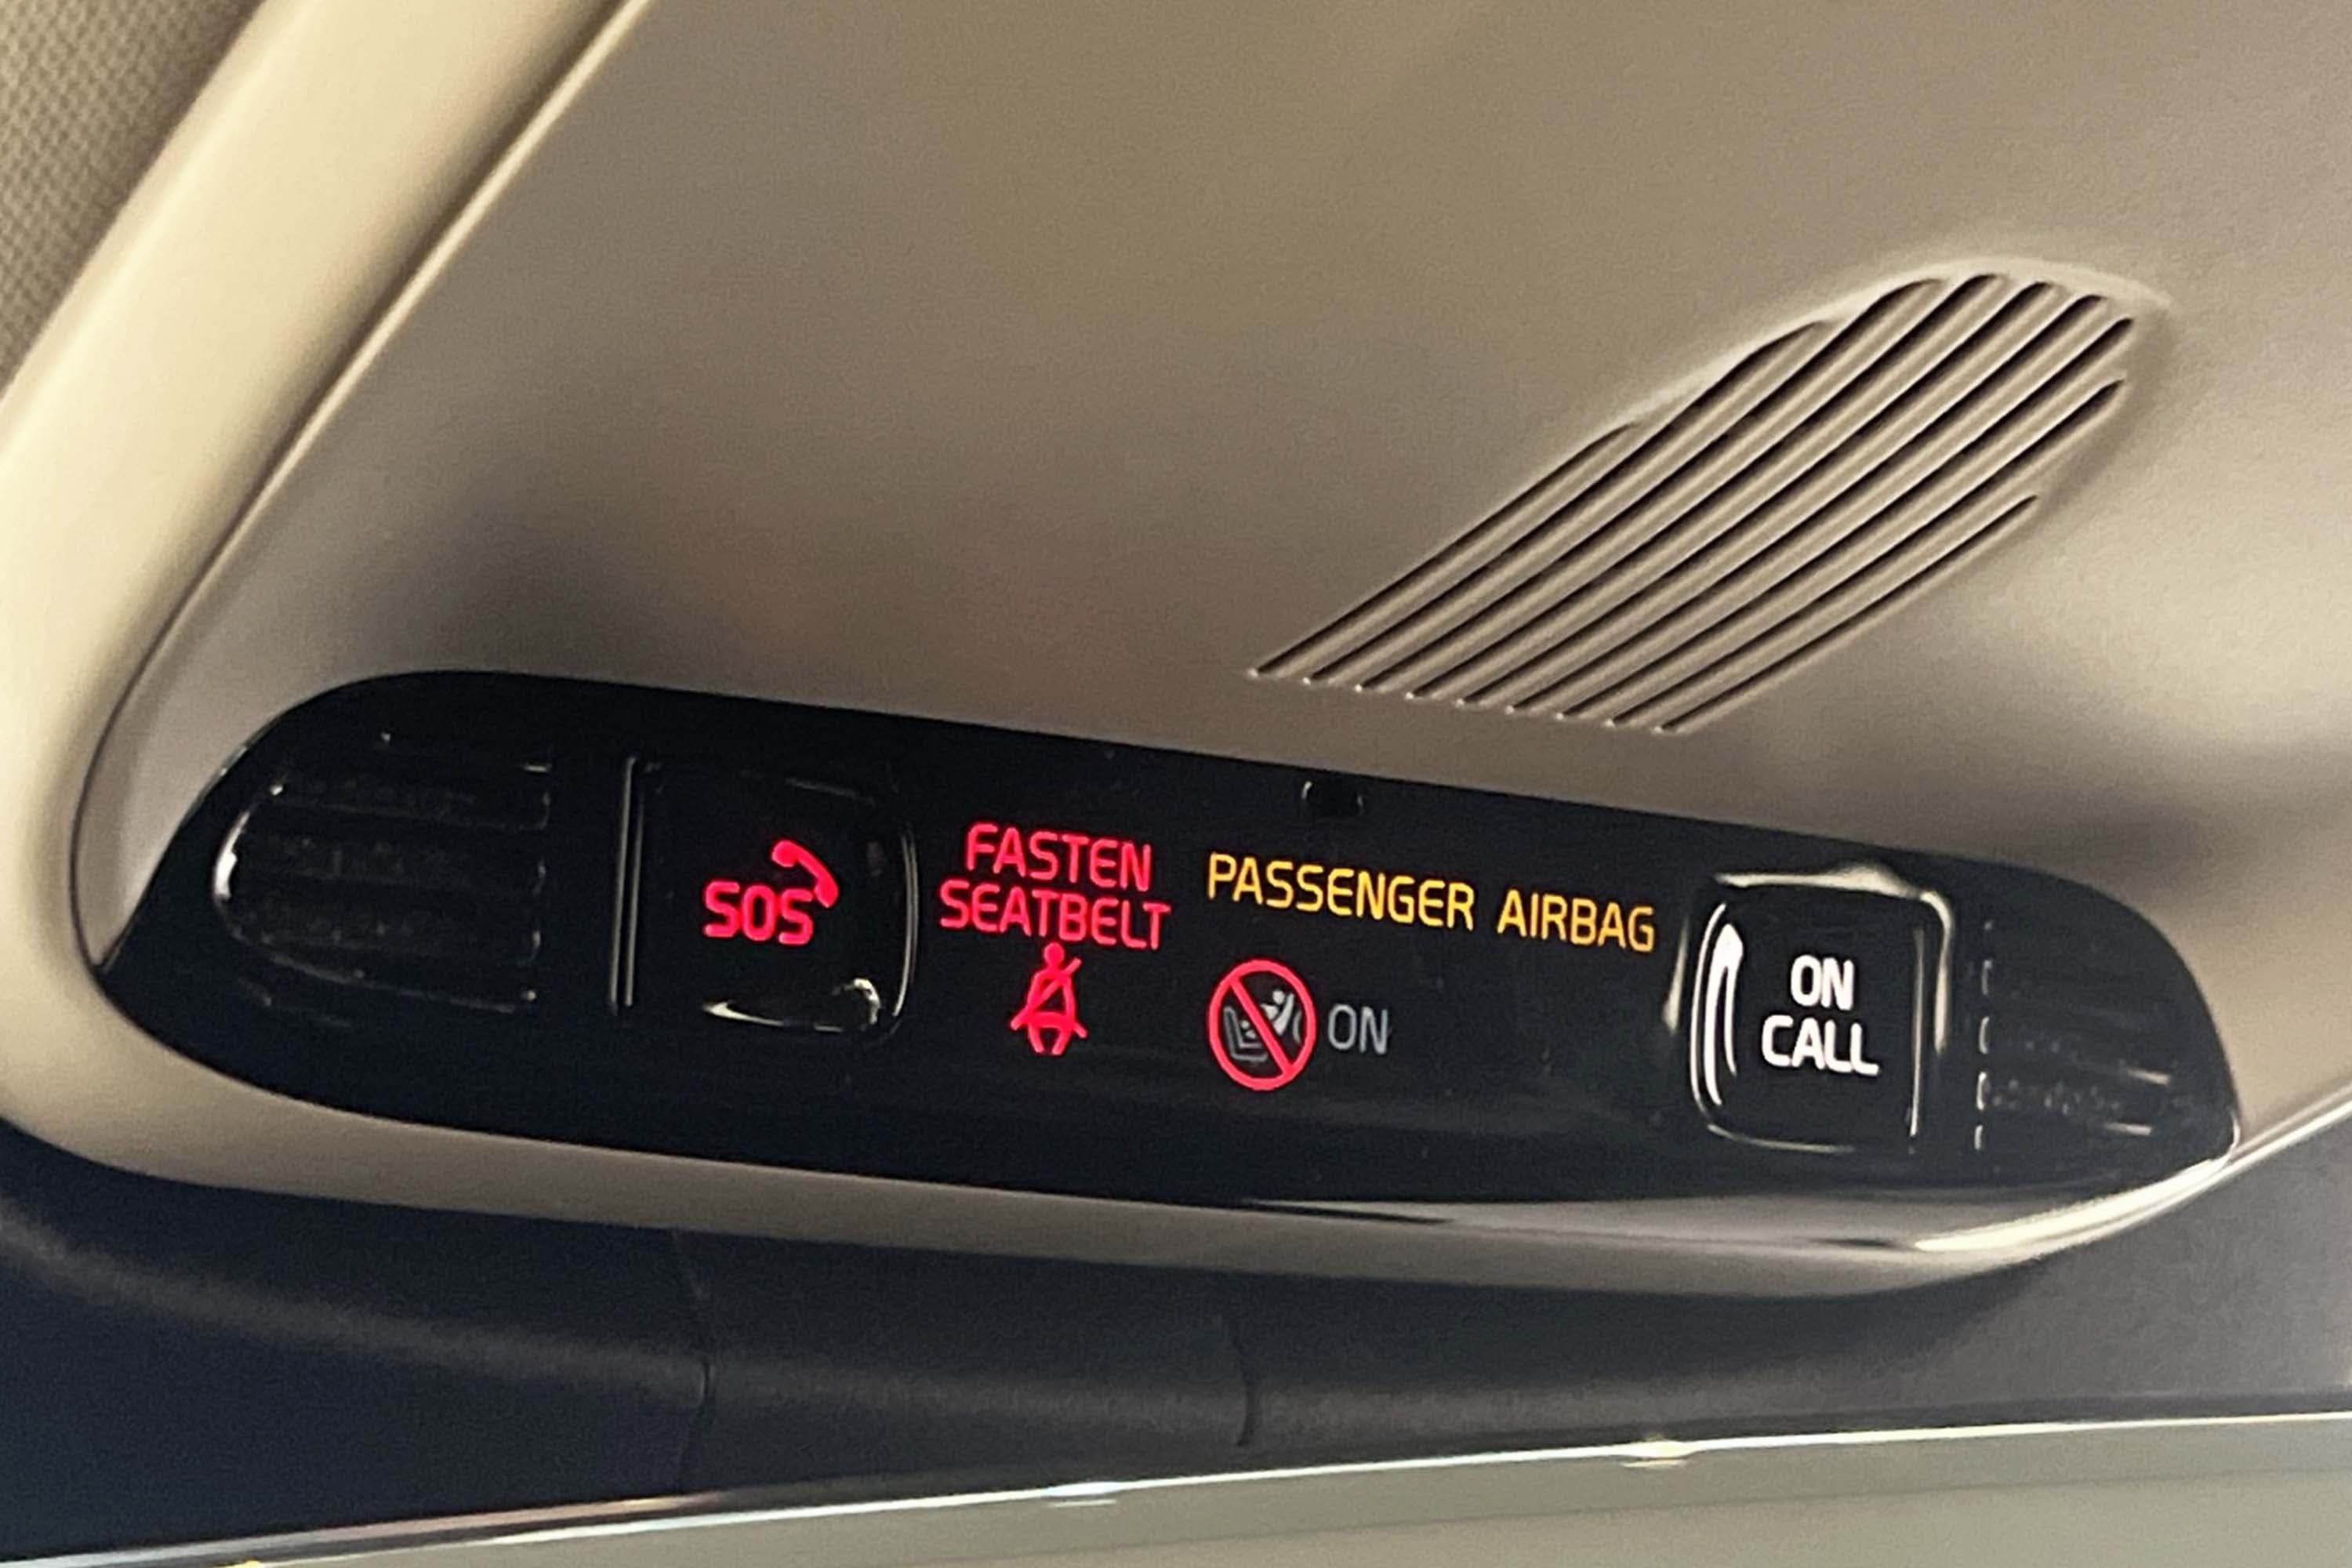 SOS
FASTEN
SEATBELT
PASSENGER AIRBAG
ON
ON
CALL